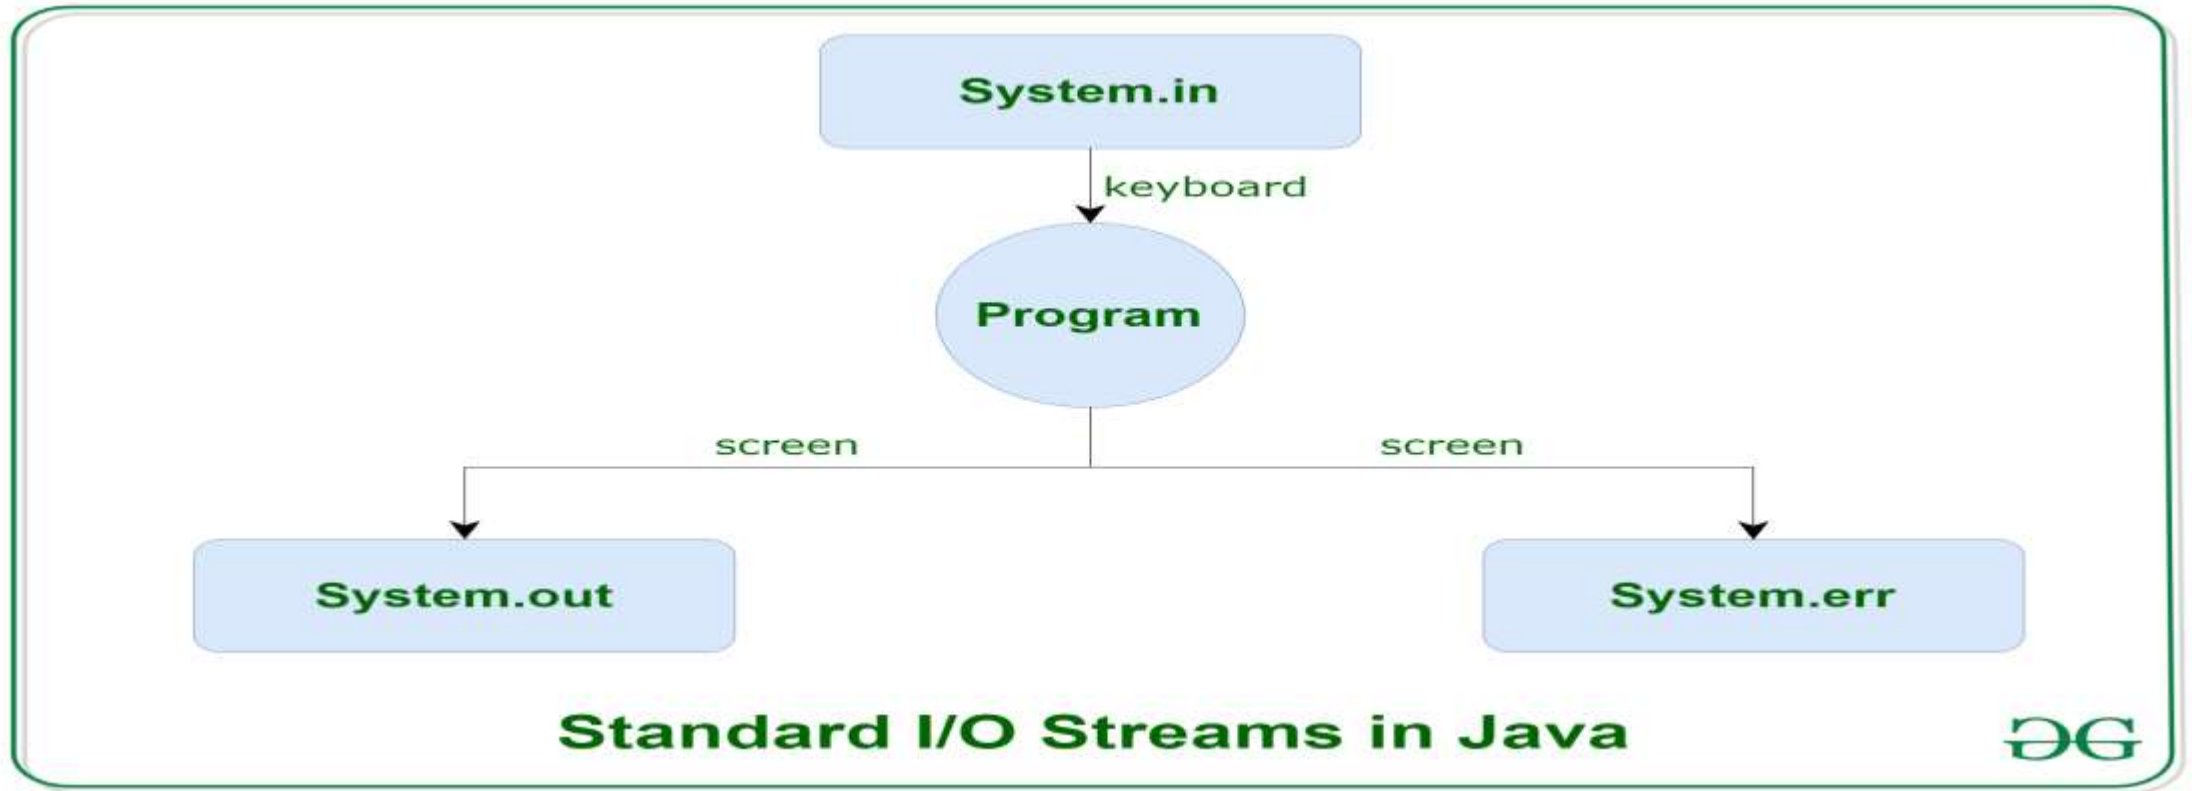 System.in
keyboard
Program
screen
screen
System.out
System.err
Standard I/O Streams in Java